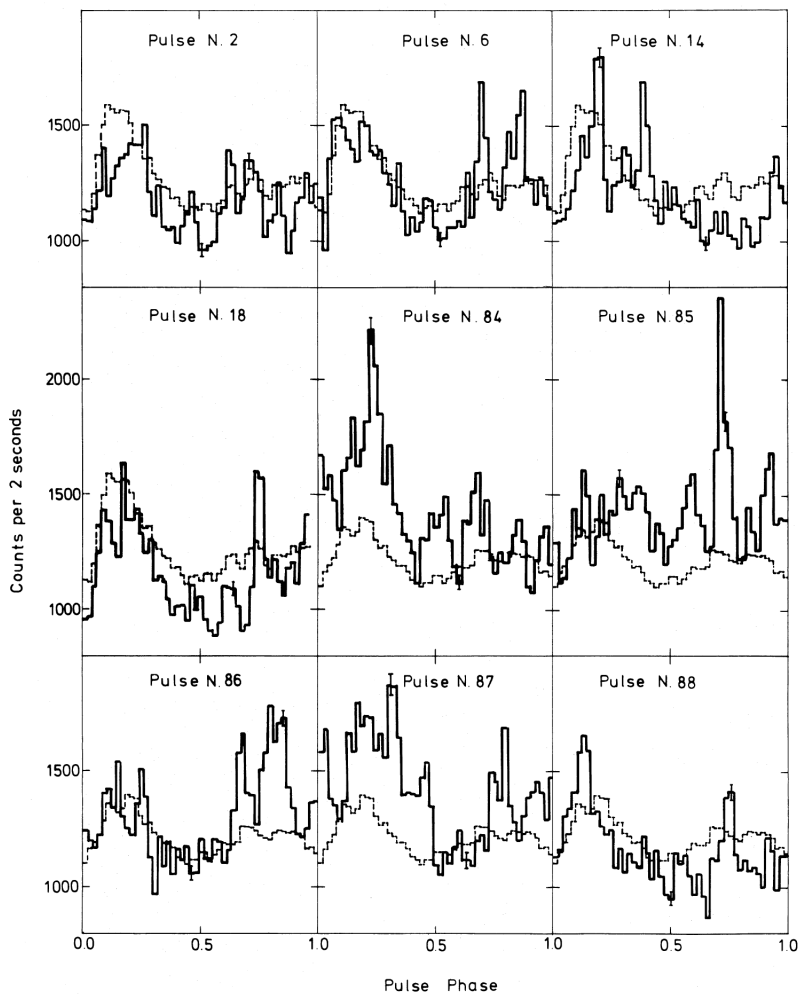 Pulse N. 2
Pulse N. 6
Pulse N. 14
1500
1000
Pulse N. 18
Pulse N. 84
Pulse N. 85
2000
1500
1000
Counts per 2 seconds
Pulse N. 86
Pulse N. 87
Pulse N. 88
1500
1000
0.0 0.5 1.0 0.5 1.0 0.5 1.0
Pulse Phase